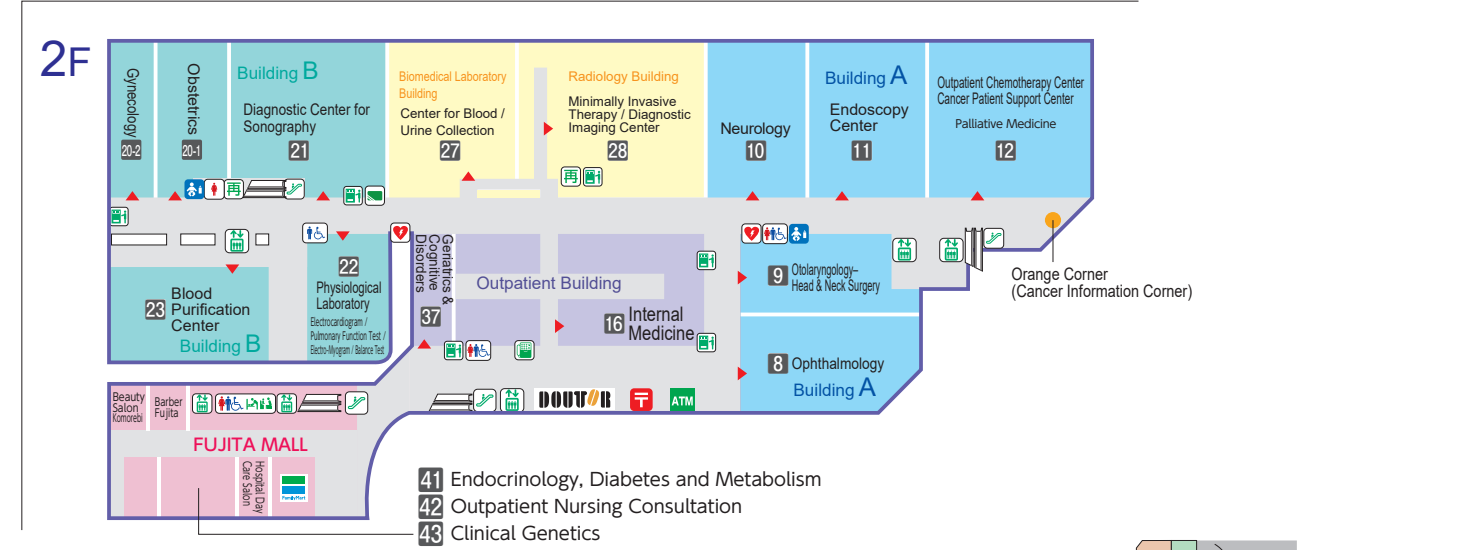 2F
Gynecology
20-2
Obstetrics
20-1
Building B
Diagnostic Center for
Sonography
21
Biomedical Laboratory
Building
Center for Blood /
Urine Collection
27
Radiology Building
Minimally Invasive
Therapy / Diagnostic
Imaging Center
28
Neurology
10
Building A
Endoscopy
Center
11
Outpatient Chemotherapy Center
Cancer Patient Support Center
Palliative Medicine
12
再
再
22
Physiological
Laboratory
Electrocardiogram /
Pulmonary Function Test /
Electro-Myogram / Balance Test
23 Blood
Purification
Center
Building B
Geriatrics &
Cognitive
Disorders
37
Outpatient Building
16 Internal
Medicine
9 Otolaryngology–
Head & Neck Surgery
8 Ophthalmology
Building A
Orange Corner
(Cancer Information Corner)
DOUTOR
〒
ATM
Beauty
Salon
Komorebi
Barber
Fujita
FUJITA MALL
Hospital Day
Care Salon
FamilyMart
41 Endocrinology, Diabetes and Metabolism
42 Outpatient Nursing Consultation
43 Clinical Genetics